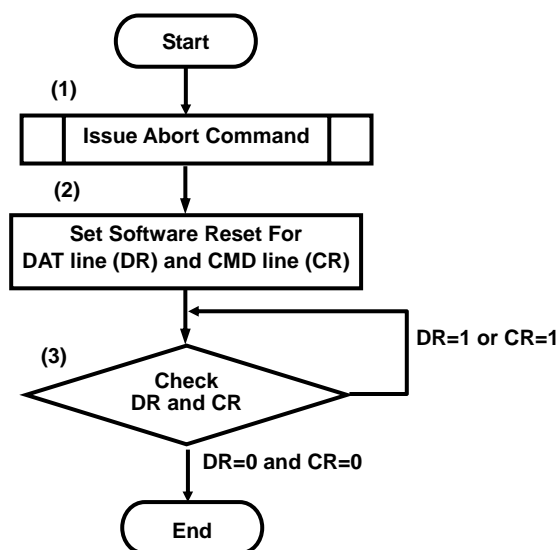 Start
(1)
Issue Abort Command
(2)
Set Software Reset For
DAT line (DR) and CMD line (CR)
DR=1 or CR=1
(3)
Check
DR and CR
DR=0 and CR=0
End